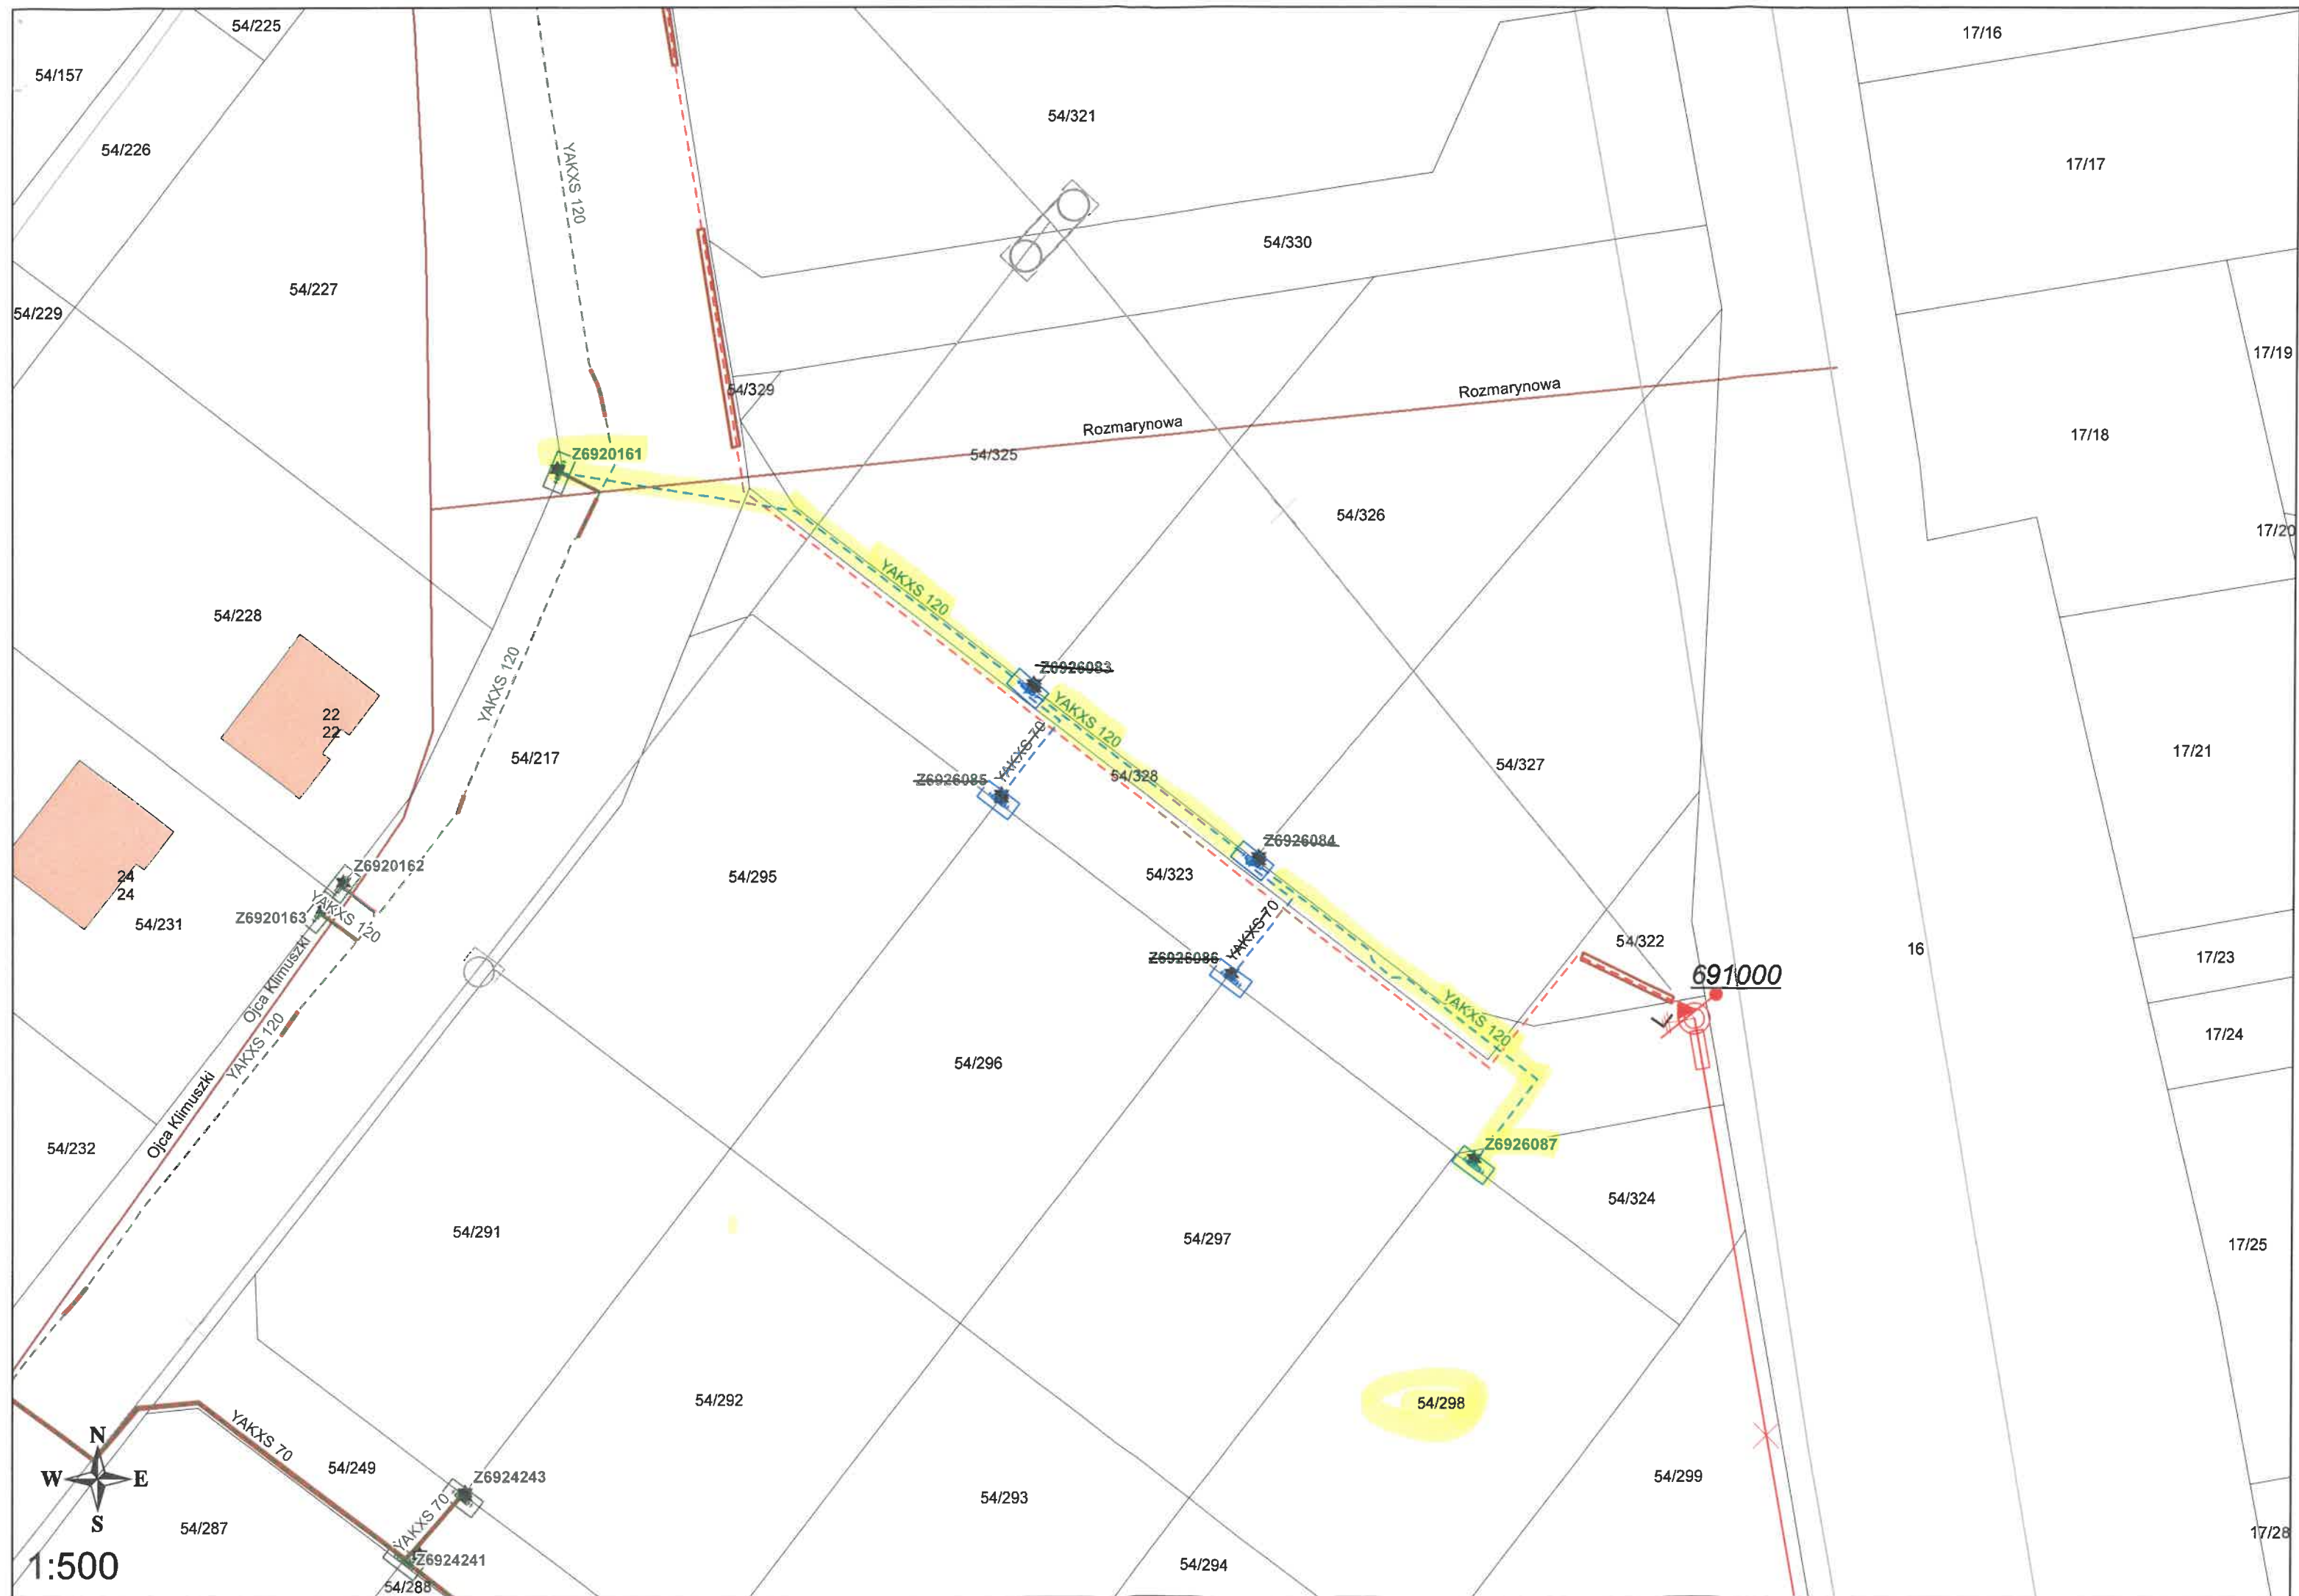 54/225
17/16
54/157
54/321
54/226
17/17
YAKXS 120
54/330
54/227
54/229
17/19
54/329
Rozmarynowa
Rozmarynowa
17/18
Z6920161
54/325
54/326
17/20
YAKXS 120
54/228
Z6926083
YAKXS 120
22
22
YAKXS 120
YAKXS 70
54/217
17/21
54/327
54/328
Z6926085
Z6926084
Z6920162
24
24
54/295
54/323
YAKXS 120
Z6920163
54/231
YAKXS 70
54/322
16
17/23
Z6926086
691000
Ojca Klimuszki
YAKXS 120
YAKXS 120
17/24
54/296
Ojca Klimuszki
54/232
Z6926087
54/324
54/291
54/297
17/25
54/292
54/298
YAKXS 70
N
W E
S
54/249
Z6924243
54/299
54/293
YAKXS 70
54/287
17/28
1:500
Z6924241
54/294
54/288